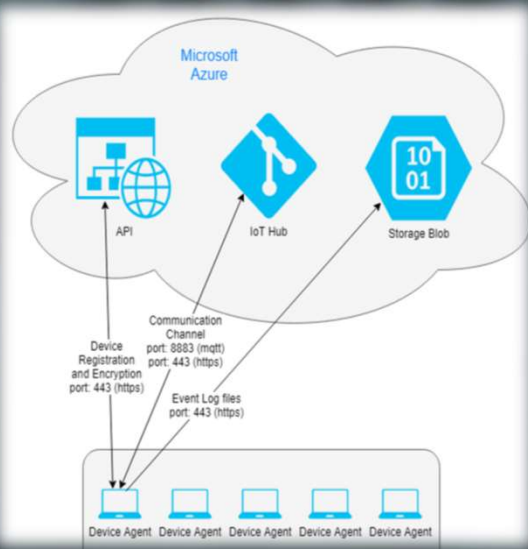 Microsoft
Azure
10
01
API
IoT Hub
Storage Blob
Device
Registration
and Encryption
port: 443 (https)
Communication
Channel
port: 8883 (mqtt)
port: 443 (https)
Event Log files
port: 443 (https)
Device Agent Device Agent Device Agent Device Agent Device Agent